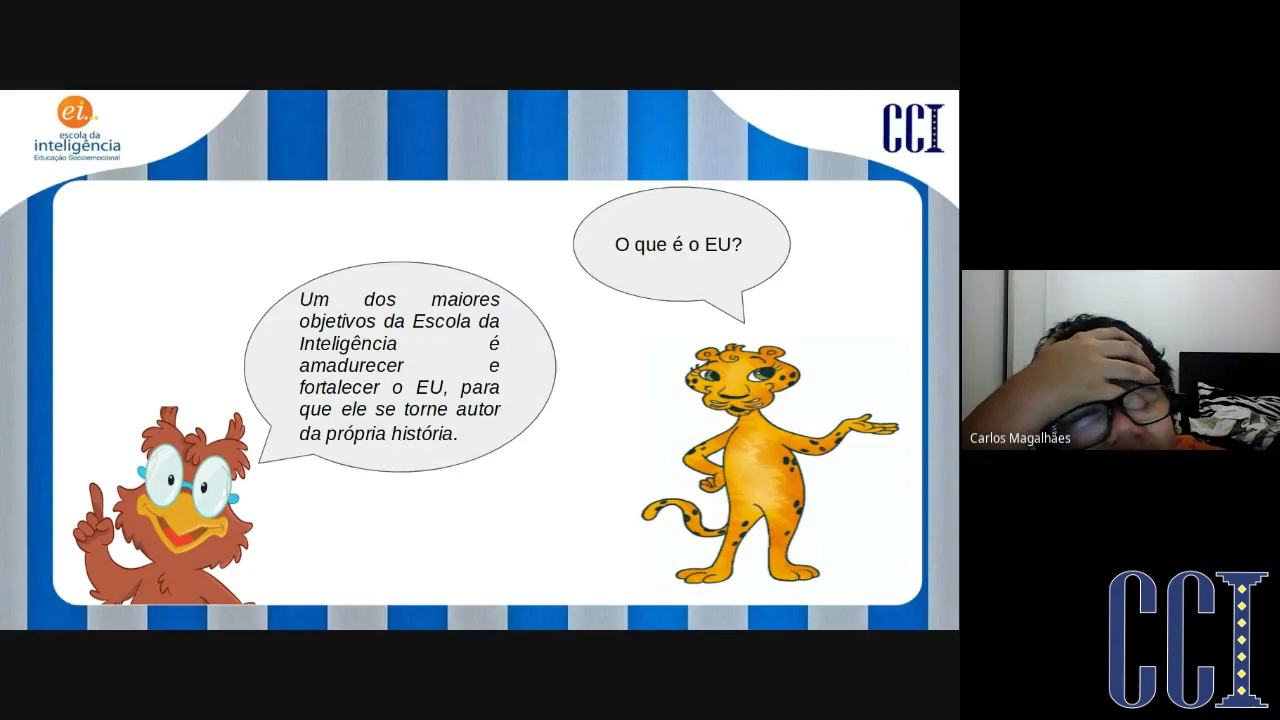 ei...
escola da
inteligência
Educação Socioemocional
CCI
O que é o EU?
Um dos maiores
objetivos da Escola da
Inteligência é
amadurecer e
fortalecer o EU, para
que ele se torne autor
da própria história.
Carlos Magalhães
CCI